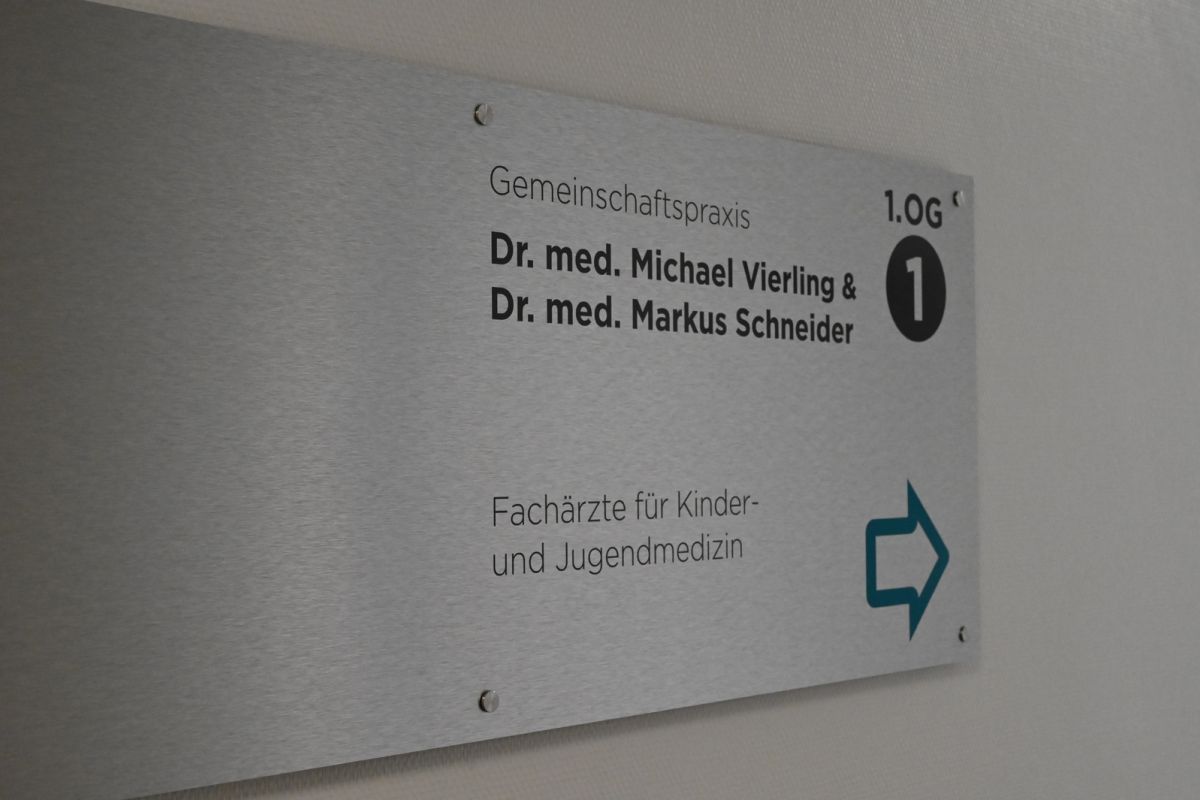 Gemeinschaftspraxis
Dr. med. Michael Vierling &
Dr. med. Markus Schneider
1.OG
1
Fachärzte für Kinder-
und Jugendmedizin